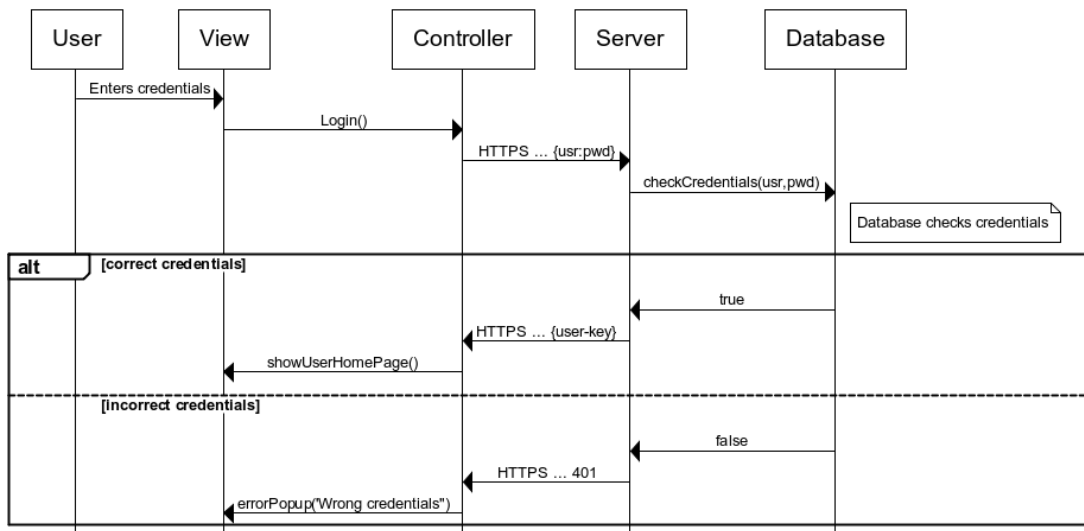 User
View
Controller
Server
Database
Enters credentials
Login()
HTTPS ... {usr:pwd}
checkCredentials(usr,pwd)
Database checks credentials
alt
[correct credentials]
true
HTTPS ... {user-key}
showUserHomePage()
[incorrect credentials]
false
HTTPS ... 401
errorPopup("Wrong credentials")